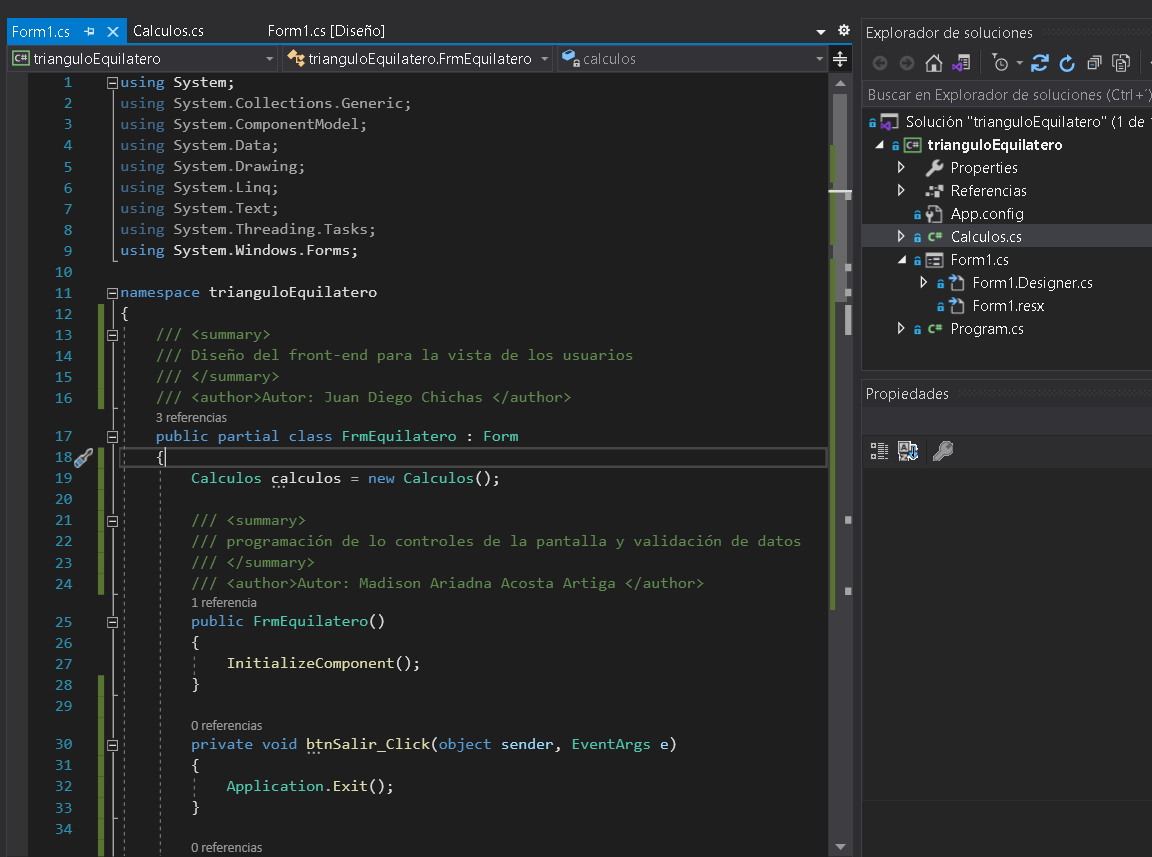 Form1.cs
Calculos.cs
Form1.cs [Diseño]
C# trianguloEquilatero
trianguloEquilatero.FrmEquilatero
calculos
1 using System;
2 using System.Collections.Generic;
3 using System.ComponentModel;
4 using System.Data;
5 using System.Drawing;
6 using System.Linq;
7 using System.Text;
8 using System.Threading.Tasks;
9 using System.Windows.Forms;
10
11 namespace trianguloEquilatero
12 {
13 /// <summary>
14 /// Diseño del front-end para la vista de los usuarios
15 /// </summary>
16 /// <author>Autor: Juan Diego Chichas </author>
3 referencias
17 public partial class FrmEquilatero : Form
18 {
19 Calculos calculos = new Calculos();
20
21 /// <summary>
22 /// programación de lo controles de la pantalla y validación de datos
23 /// </summary>
24 /// <author>Autor: Madison Ariadna Acosta Artiga </author>
1 referencia
25 public FrmEquilatero()
26 {
27 InitializeComponent();
28 }
29
0 referencias
30 private void btnSalir_Click(object sender, EventArgs e)
31 {
32 Application.Exit();
33 }
34
0 referencias
Explorador de soluciones
Buscar en Explorador de soluciones (Ctrl+´)
Solución "trianguloEquilatero" (1 de
C# trianguloEquilatero
Properties
Referencias
App.config
C# Calculos.cs
Form1.cs
Form1.Designer.cs
Form1.resx
C# Program.cs
Propiedades